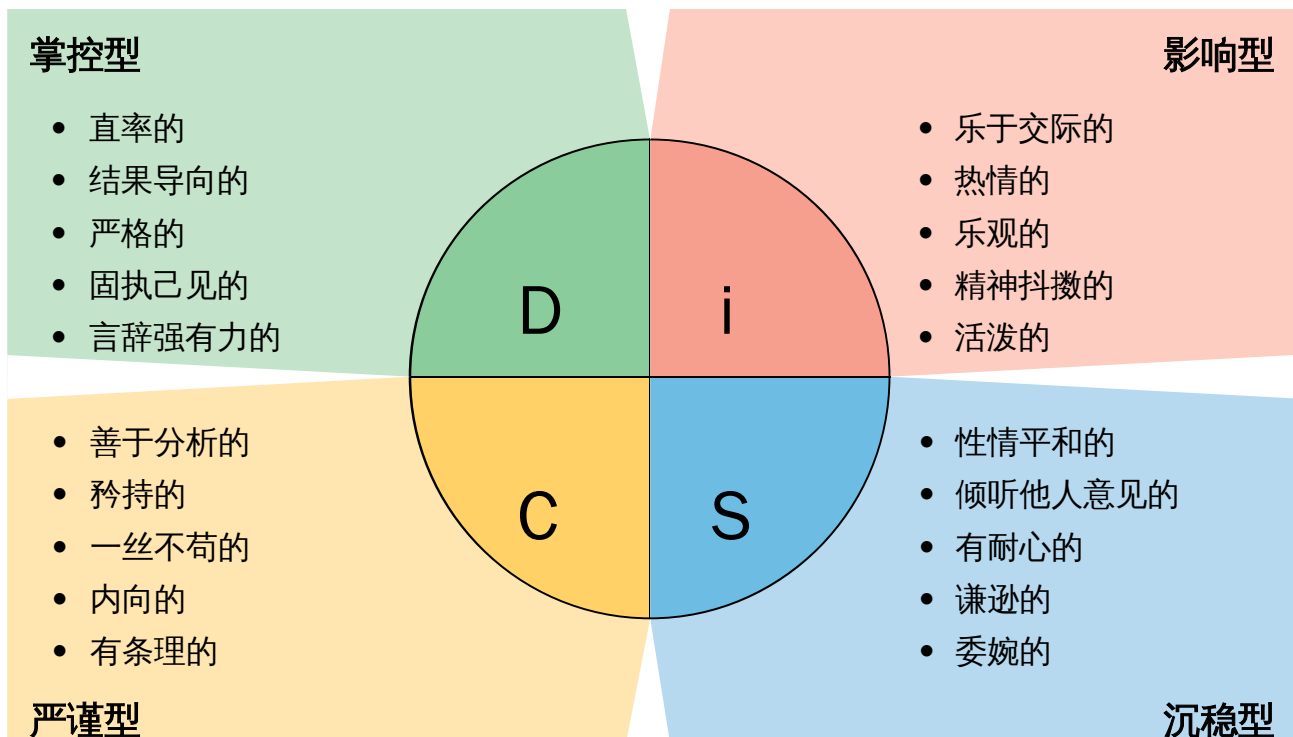 掌控型
• 直率的
• 结果导向的
• 严格的
• 固执己见的
• 言辞强有力的
影响型
• 乐于交际的
• 热情的
• 乐观的
• 精神抖擞的
• 活泼的
D
i
C
S
• 善于分析的
• 矜持的
• 一丝不苟的
• 内向的
• 有条理的
严谨型
• 性情平和的
• 倾听他人意见的
• 有耐心的
• 谦逊的
• 委婉的
沉稳型